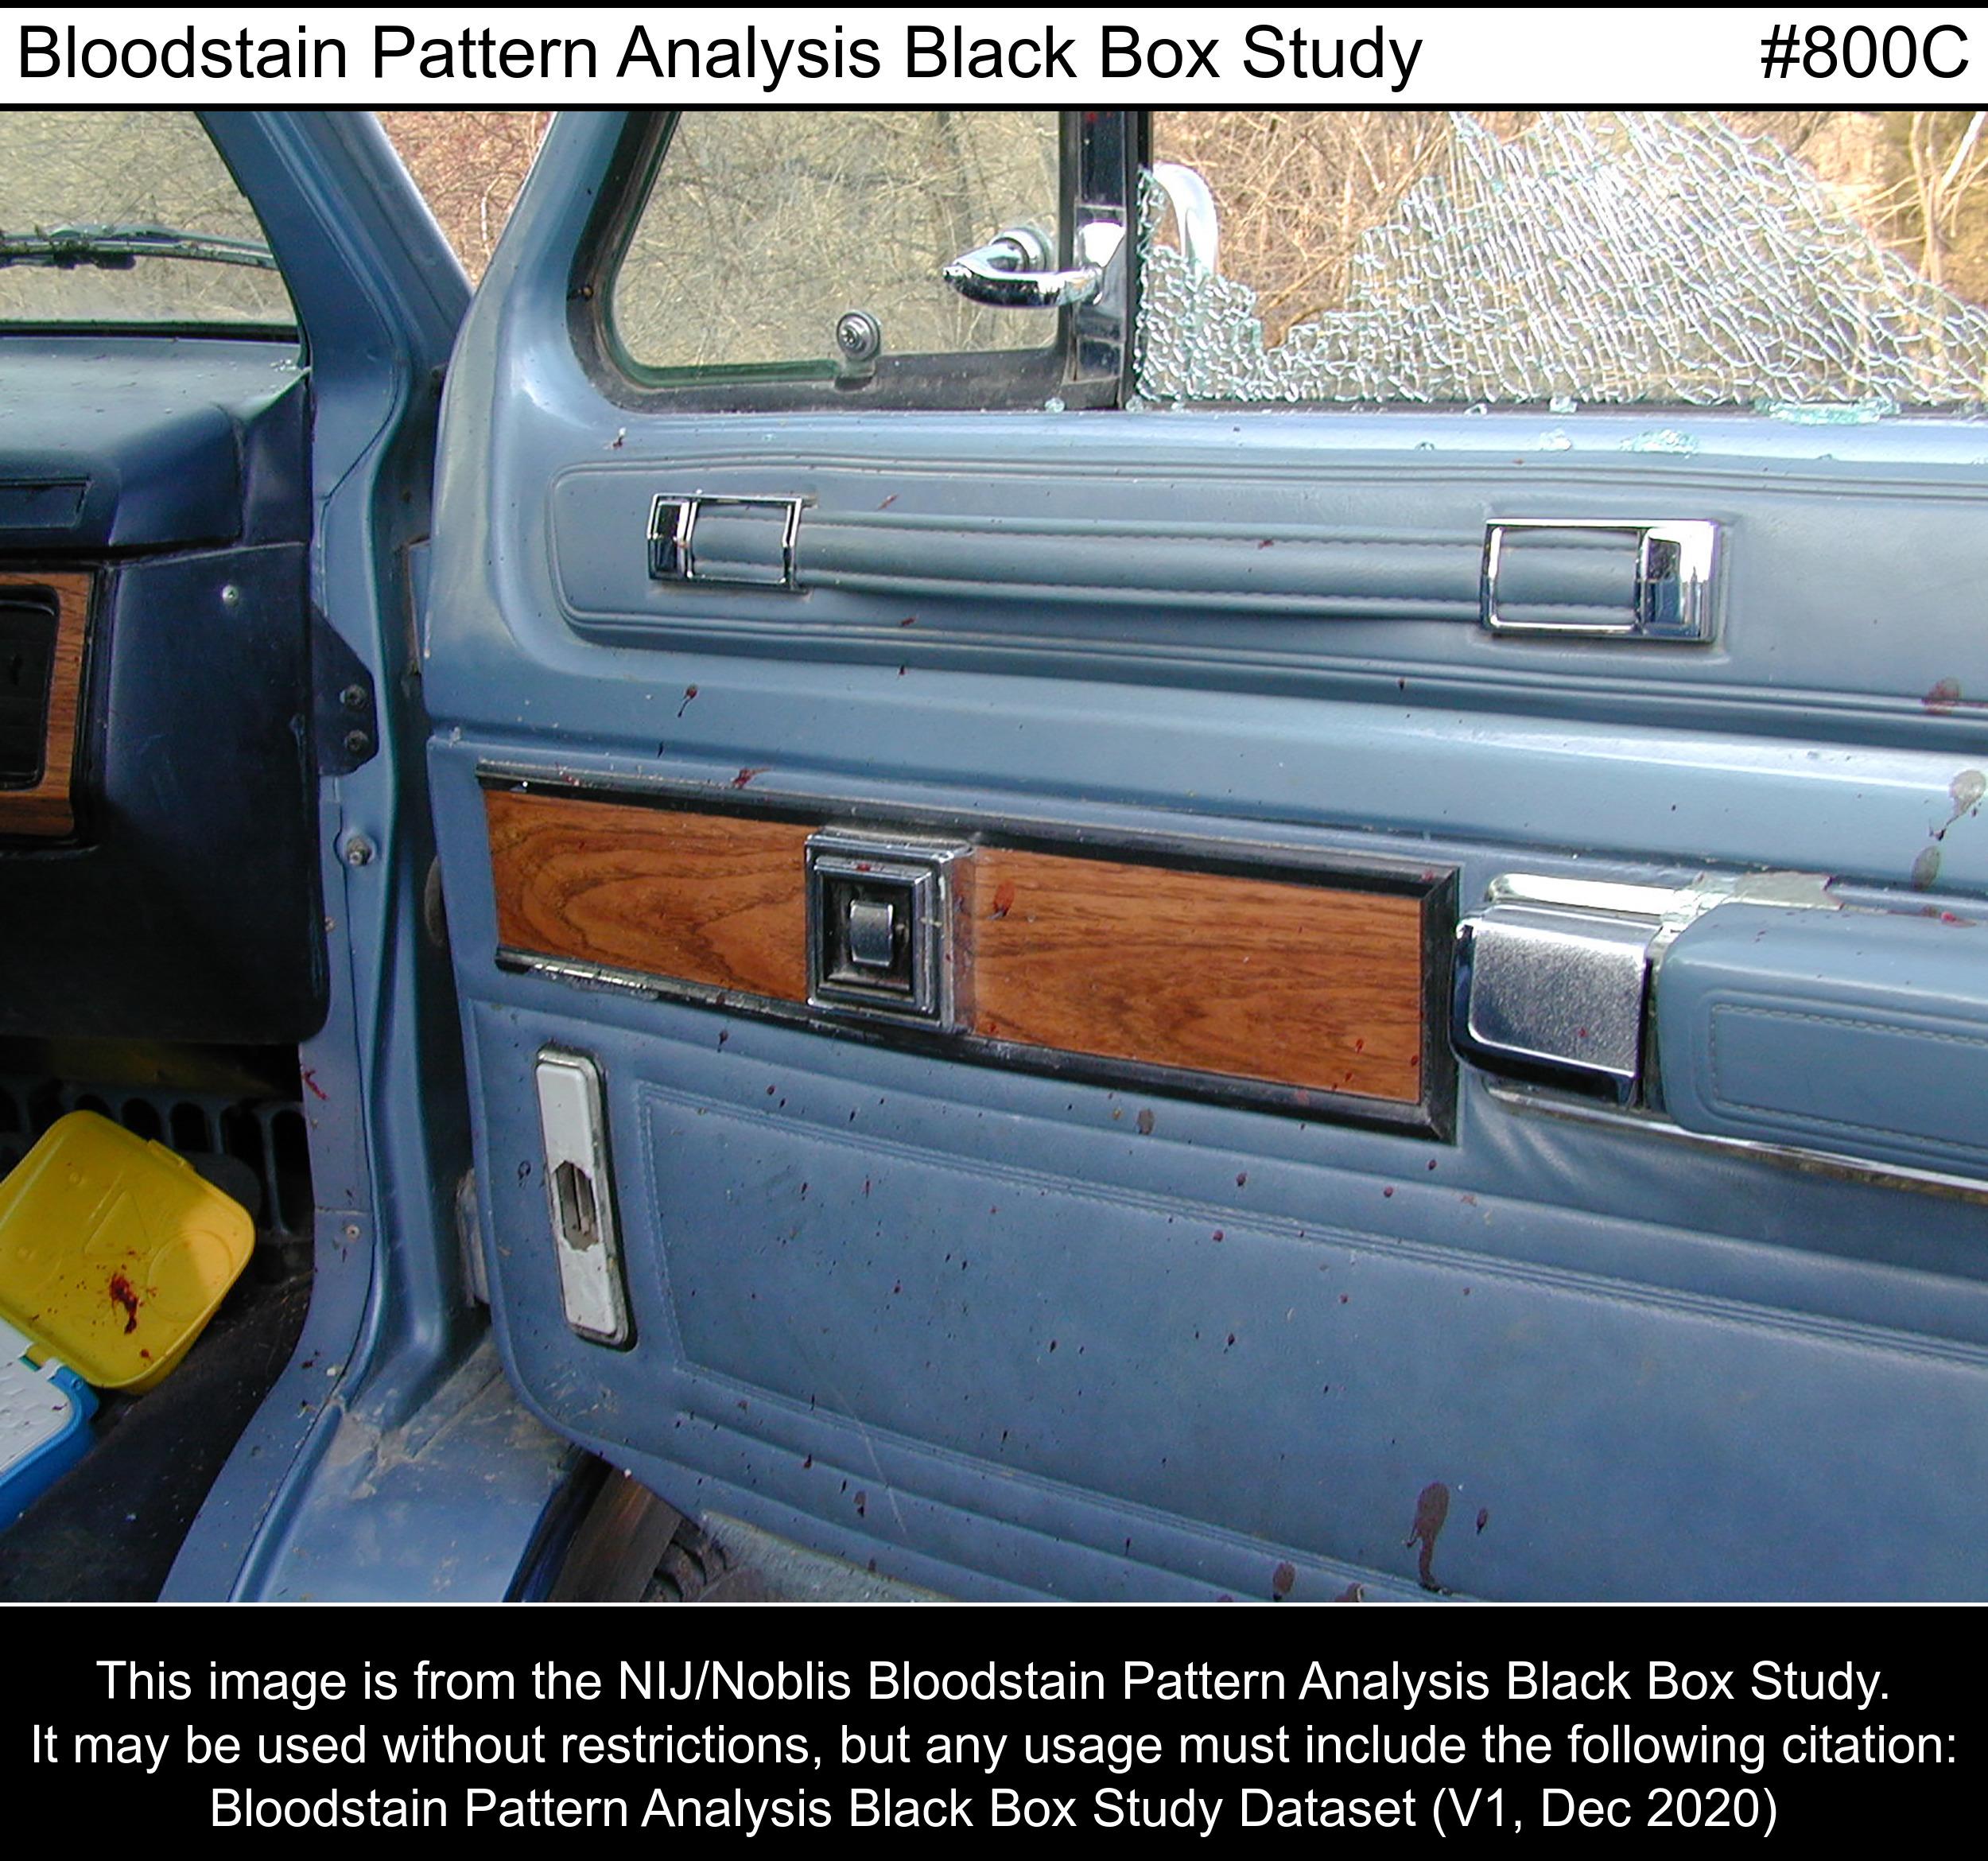 Bloodstain Pattern Analysis Black Box Study #800C
This image is from the NIJ/Noblis Bloodstain Pattern Analysis Black Box Study.
It may be used without restrictions, but any usage must include the following citation:
Bloodstain Pattern Analysis Black Box Study Dataset (V1, Dec 2020)